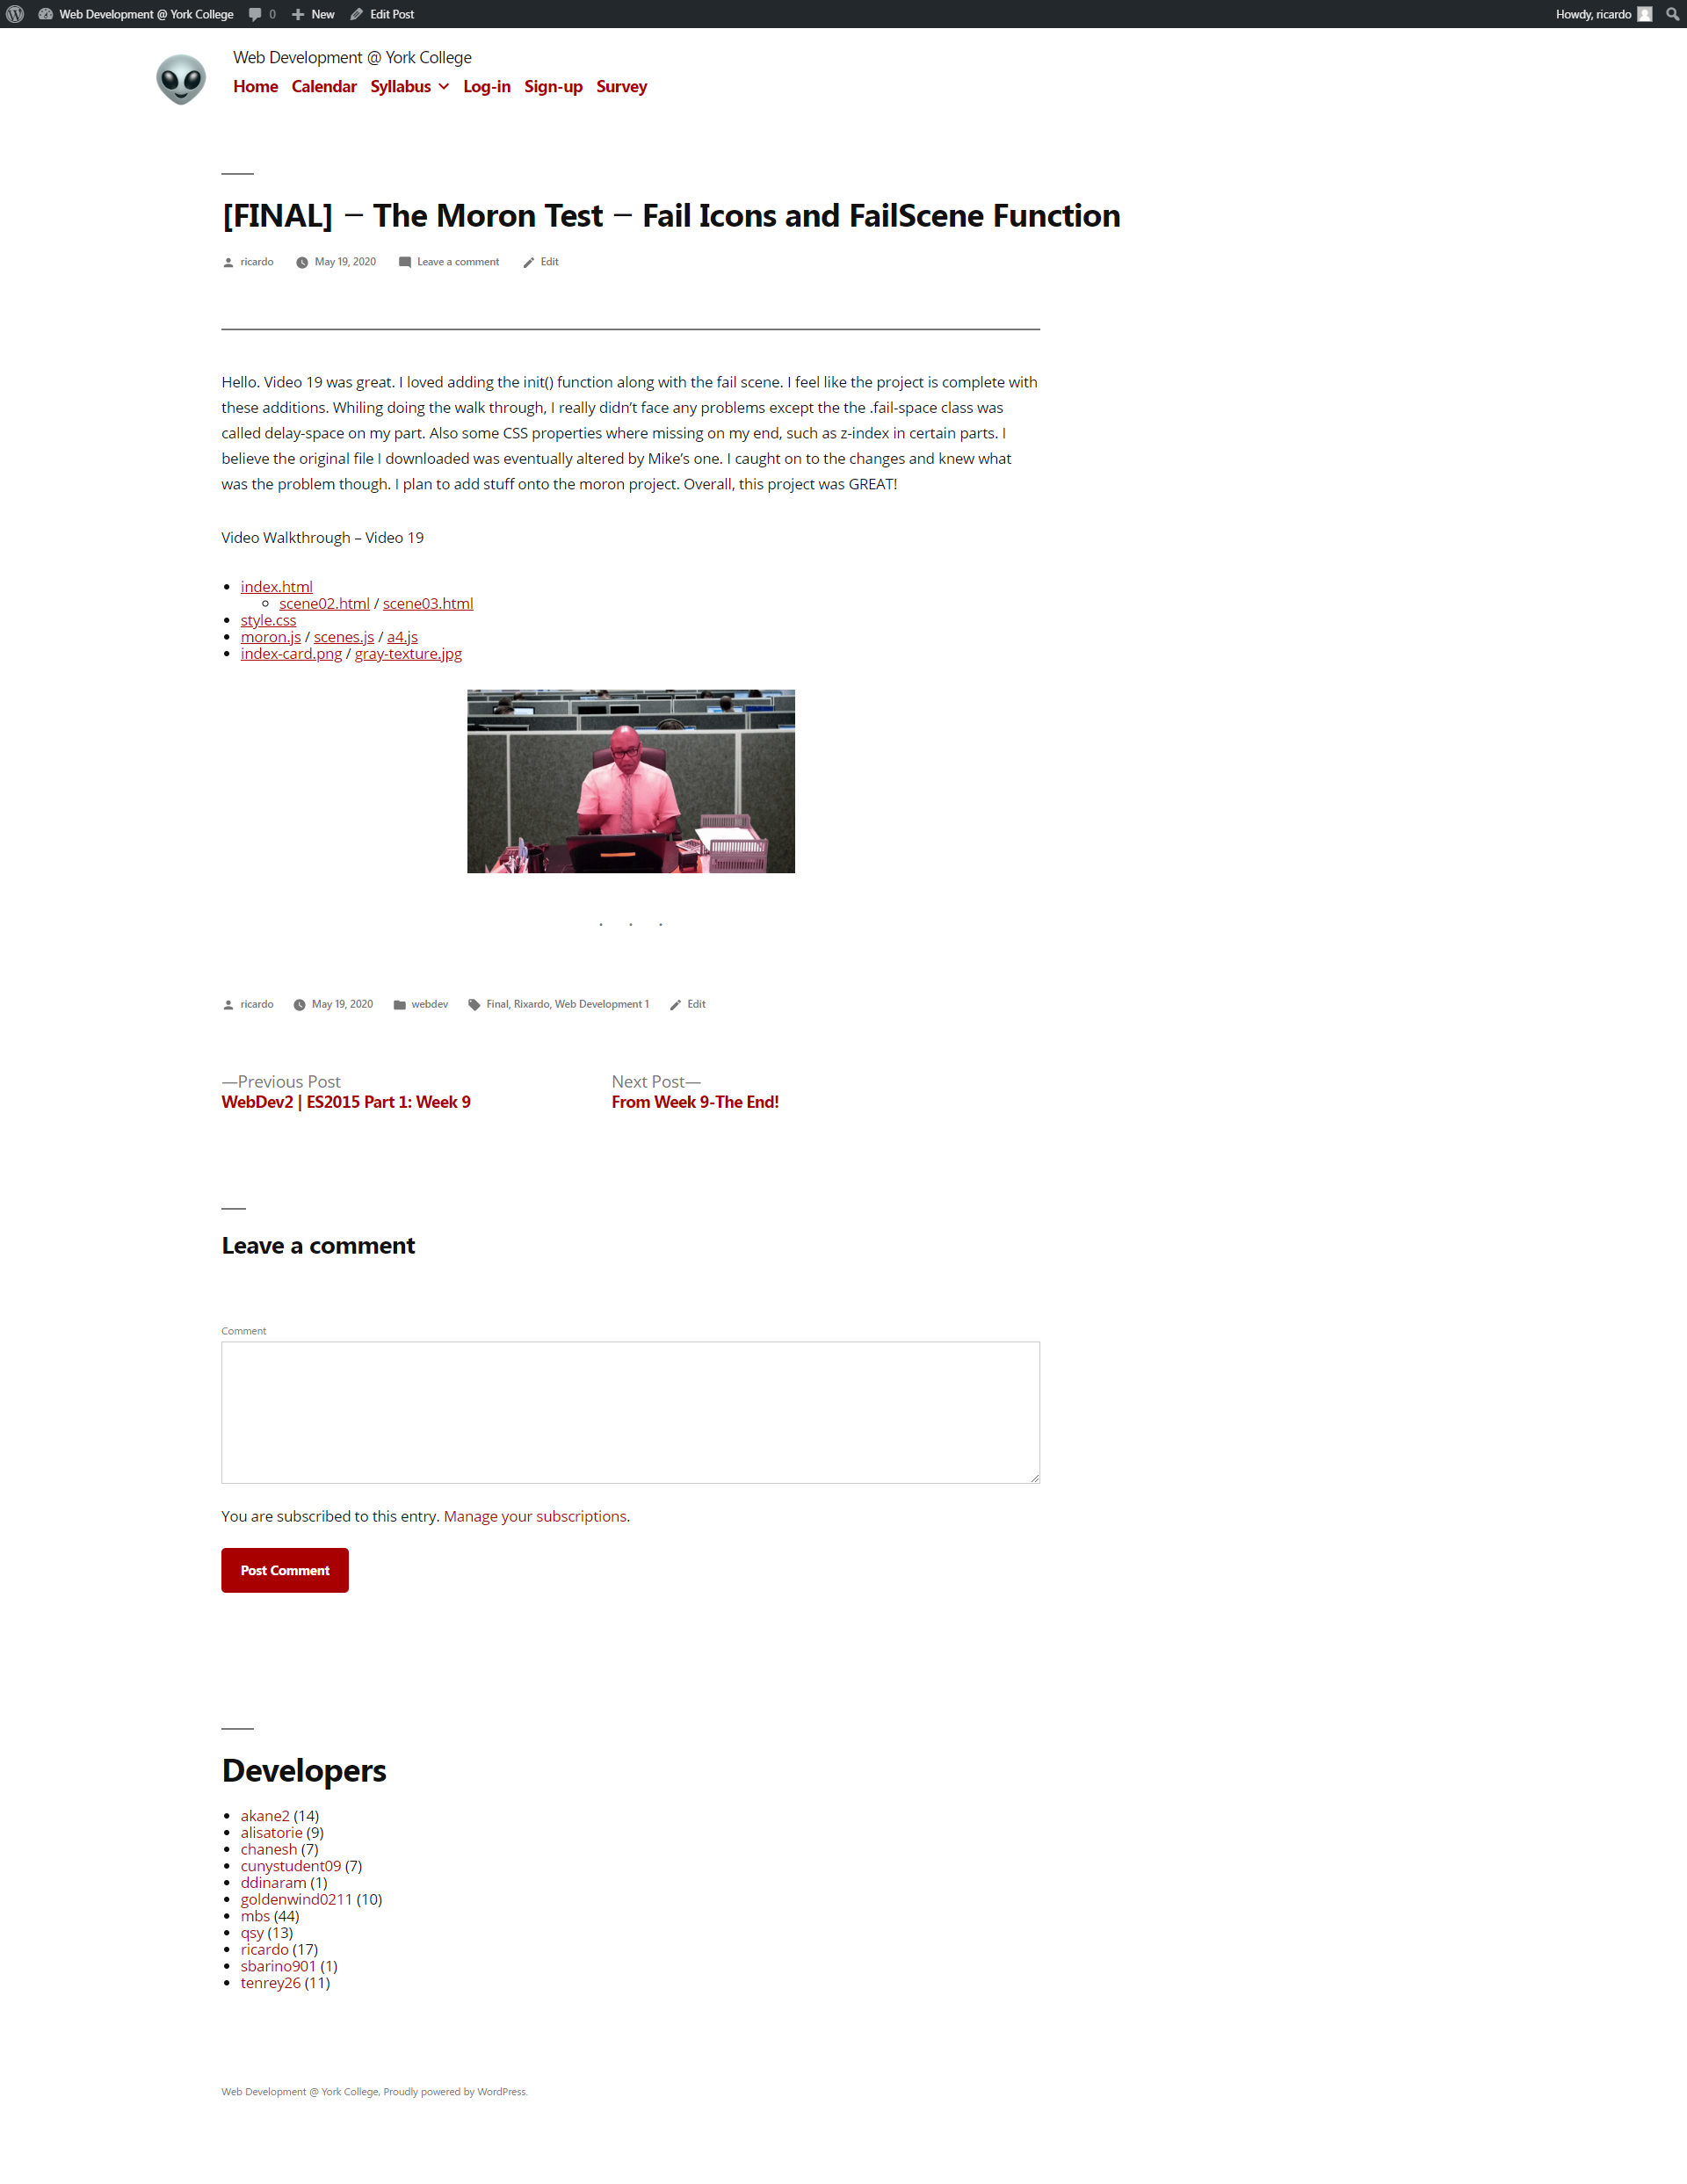 Web Development @ York College 0 New Edit Post Howdy, ricardo
Web Development @ York College
Home Calendar Syllabus Log-in Sign-up Survey
[FINAL] – The Moron Test – Fail Icons and FailScene Function
ricardo May 19, 2020 Leave a comment Edit
Hello. Video 19 was great. I loved adding the init() function along with the fail scene. I feel like the project is complete with
these additions. Whiling doing the walk through, I really didn’t face any problems except the the .fail-space class was
called delay-space on my part. Also some CSS properties where missing on my end, such as z-index in certain parts. I
believe the original file I downloaded was eventually altered by Mike’s one. I caught on to the changes and knew what
was the problem though. I plan to add stuff onto the moron project. Overall, this project was GREAT!
Video Walkthrough – Video 19
index.html
scene02.html / scene03.html
style.css
moron.js / scenes.js / a4.js
index-card.png / gray-texture.jpg
. . .
ricardo May 19, 2020 webdev Final, Rixardo, Web Development 1 Edit
—Previous Post
WebDev2 | ES2015 Part 1: Week 9
Next Post—
From Week 9-The End!
Leave a comment
Comment
You are subscribed to this entry. Manage your subscriptions.
Post Comment
Developers
akane2 (14)
alisatorie (9)
chanesh (7)
cunystudent09 (7)
ddinaram (1)
goldenwind0211 (10)
mbs (44)
qsy (13)
ricardo (17)
sbarino901 (1)
tenrey26 (11)
Web Development @ York College, Proudly powered by WordPress.